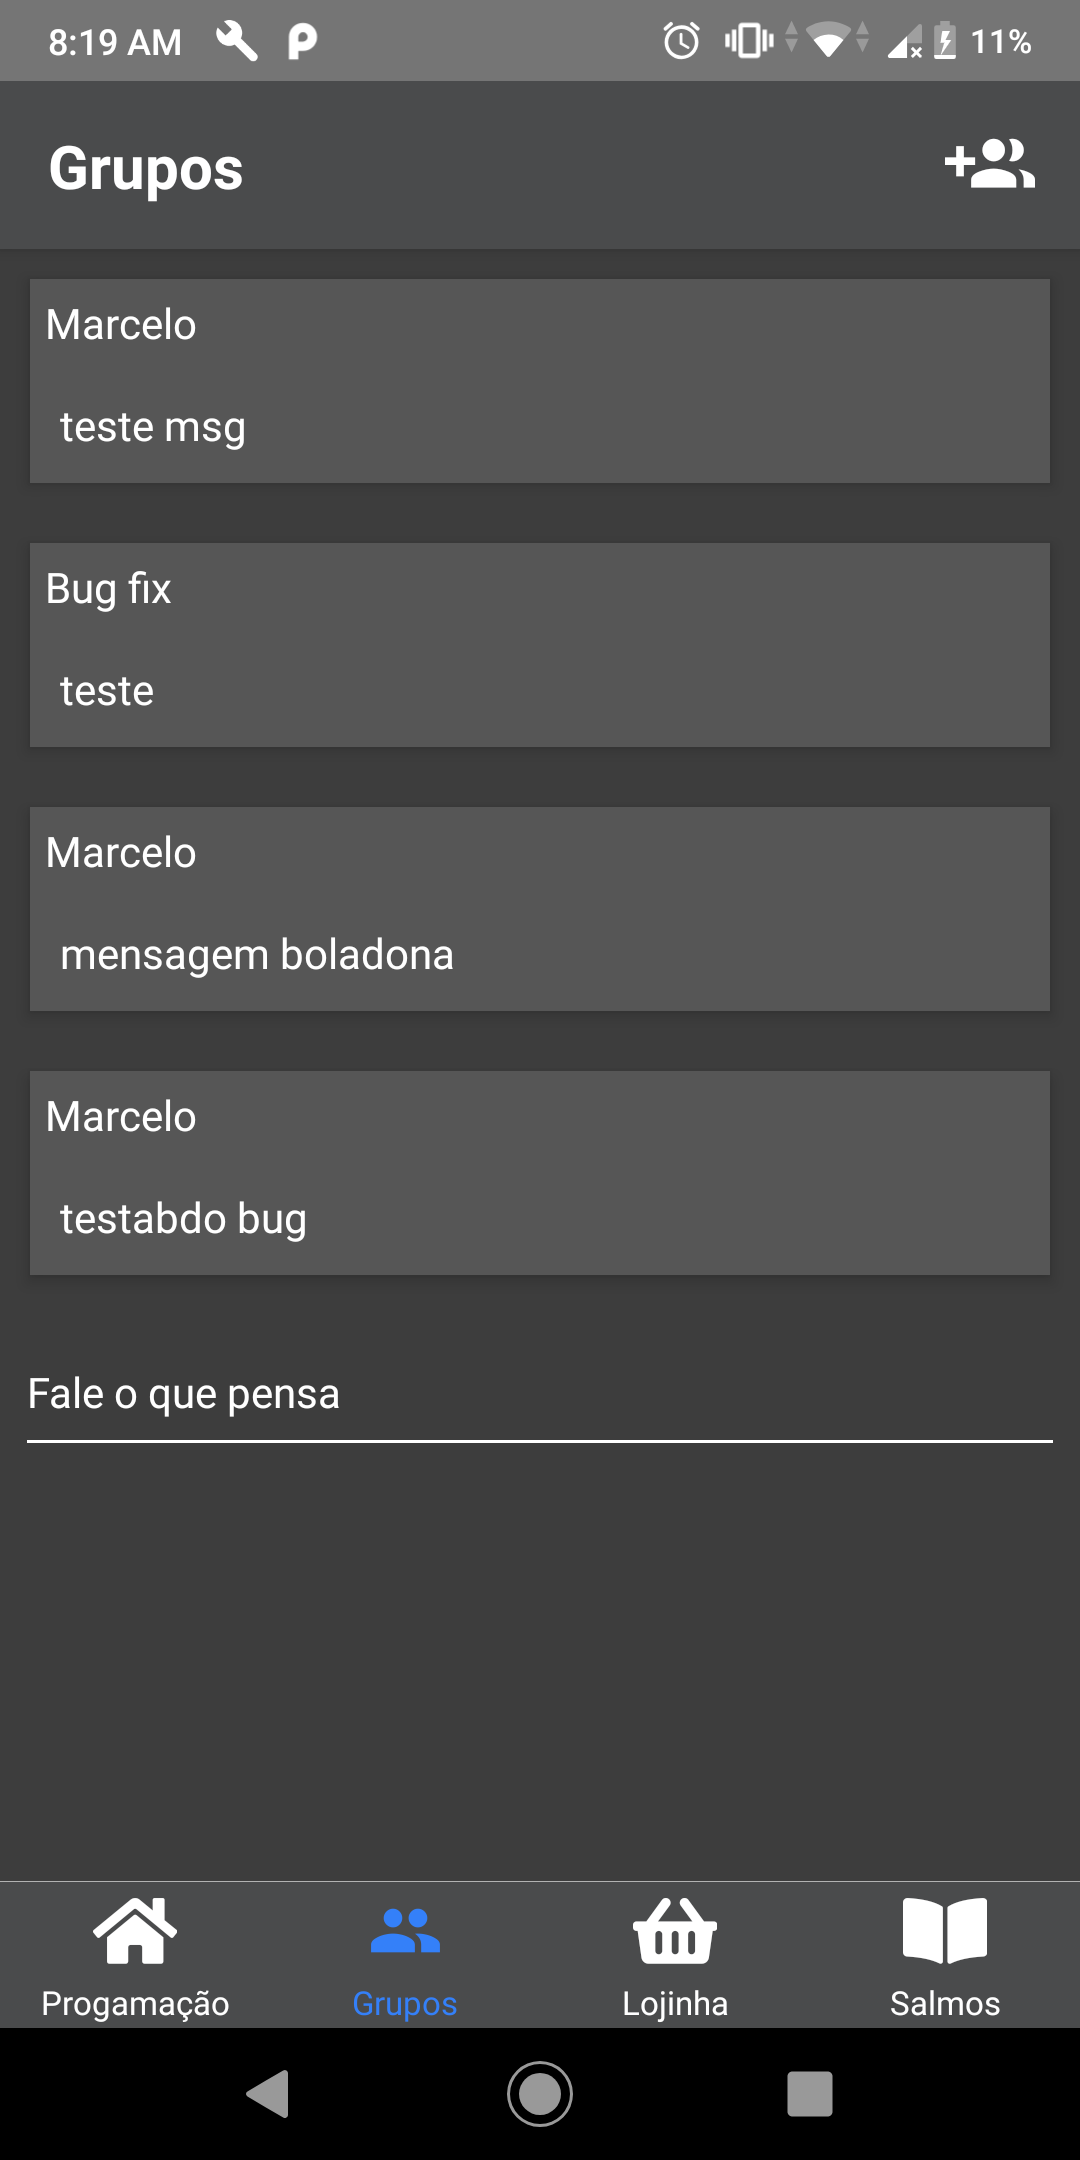 8:19 AM 11%
Grupos
Marcelo
teste msg
Bug fix
teste
Marcelo
mensagem boladona
Marcelo
testabdo bug
Fale o que pensa
Progamação Grupos Lojinha Salmos